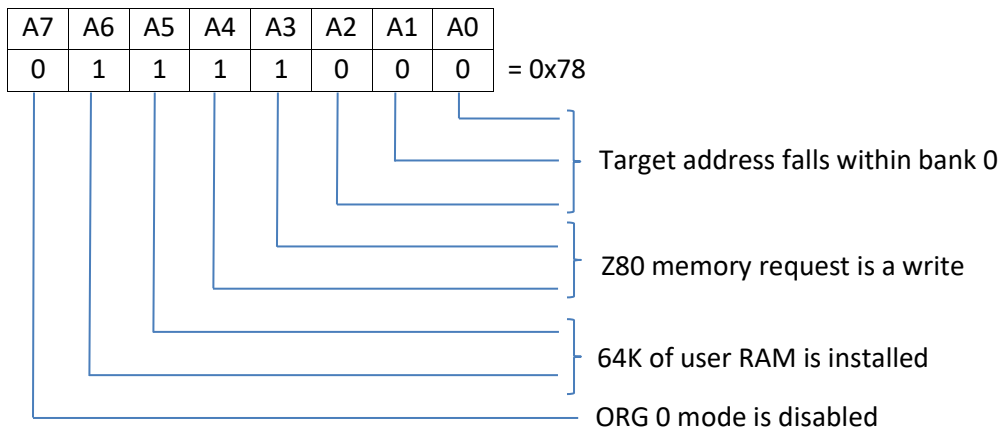 A7 A6 A5 A4 A3 A2 A1 A0
0 1 1 1 1 0 0 0 = 0x78
Target address falls within bank 0
Z80 memory request is a write
64K of user RAM is installed
ORG 0 mode is disabled